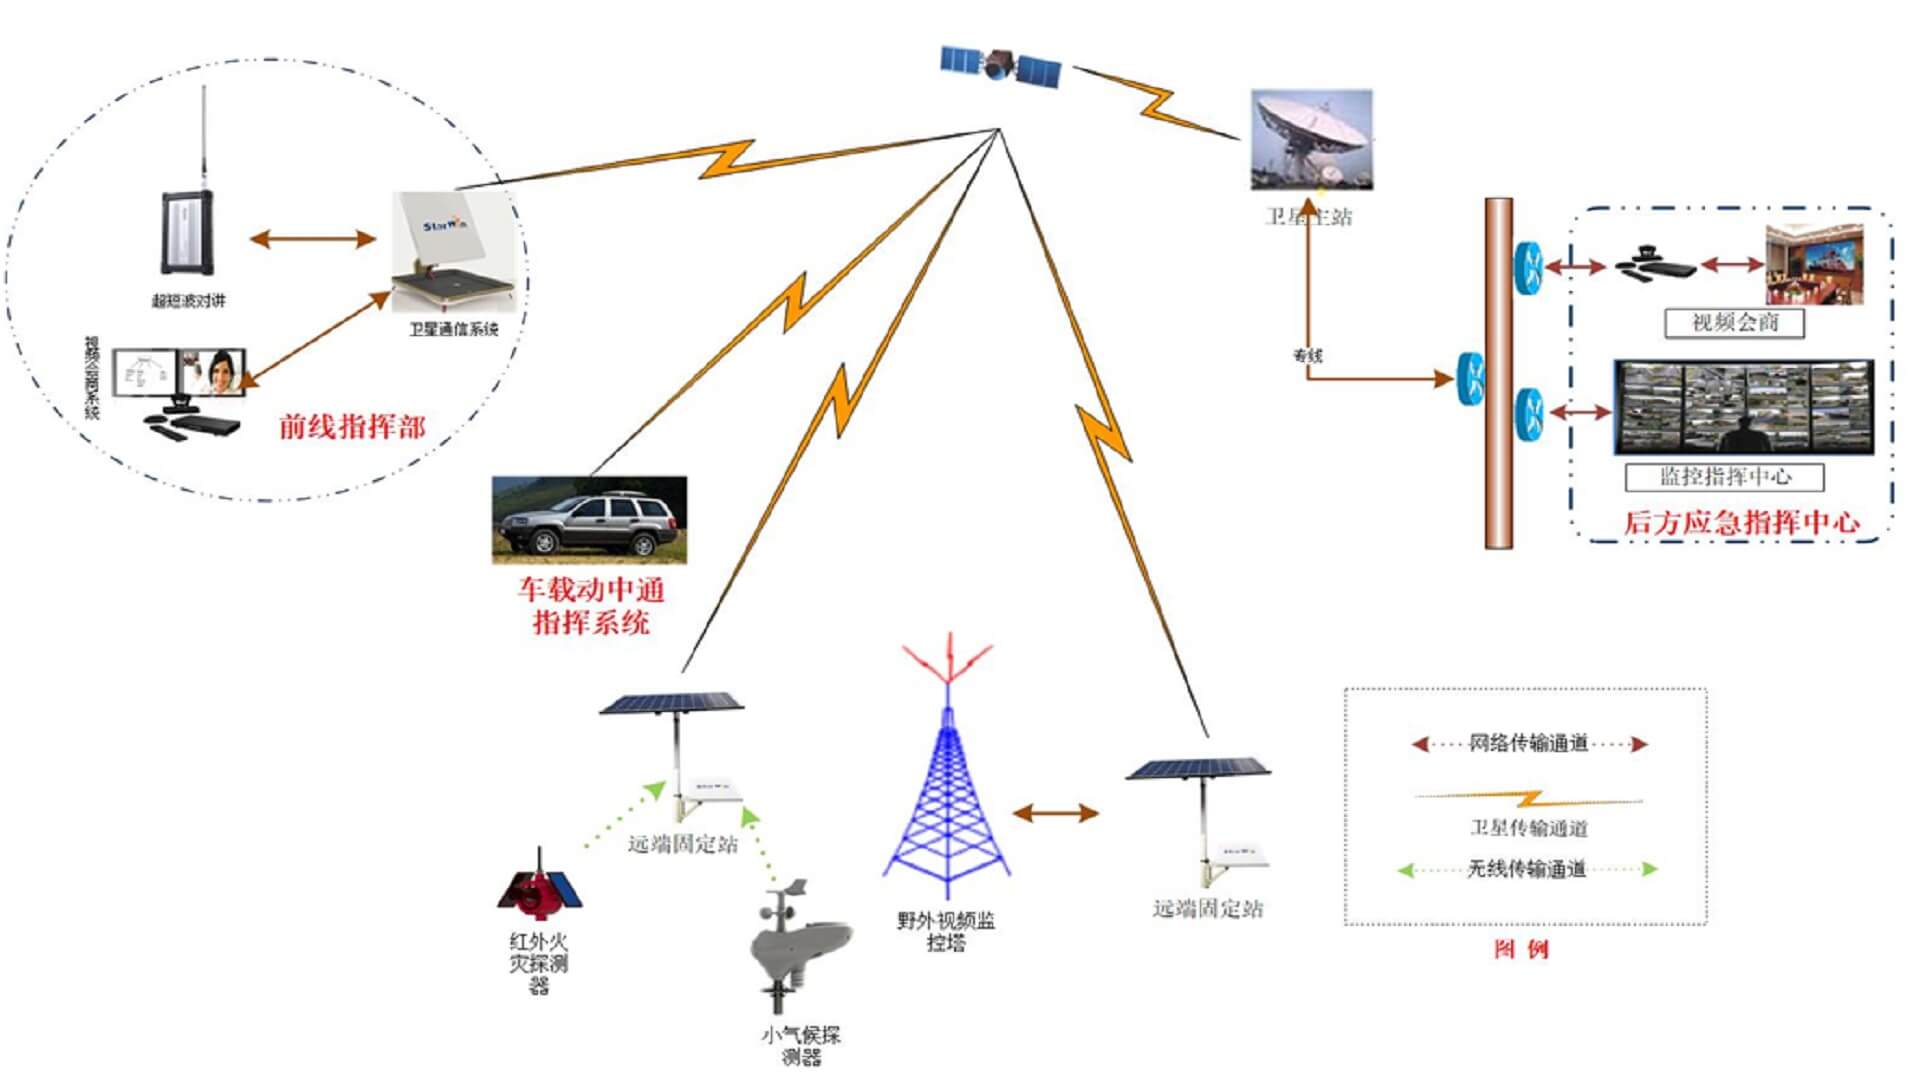 超短波对讲
StarWin
卫星通信系统
视频会商系统
前线指挥部
卫星主站
专线
视频会商
监控指挥中心
后方应急指挥中心
车载动中通
指挥系统
StarWin
远端固定站
红外火
灾探测
器
小气候探
测器
野外视频监
控塔
StarWin
远端固定站
网络传输通道
卫星传输通道
无线传输通道
图 例